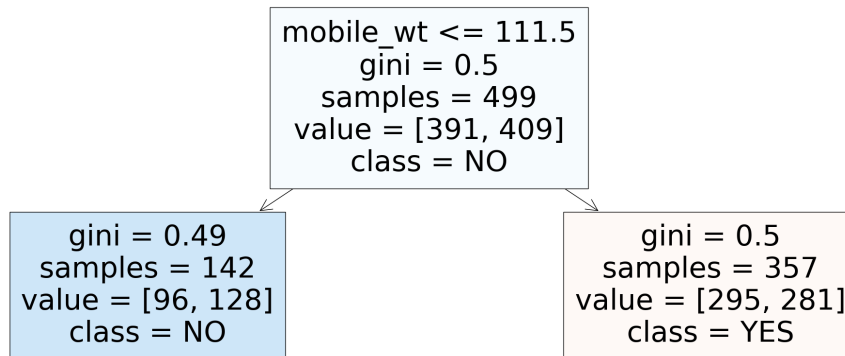 mobile_wt <= 111.5
gini = 0.5
samples = 499
value = [391, 409]
class = NO
gini = 0.49
samples = 142
value = [96, 128]
class = NO
gini = 0.5
samples = 357
value = [295, 281]
class = YES